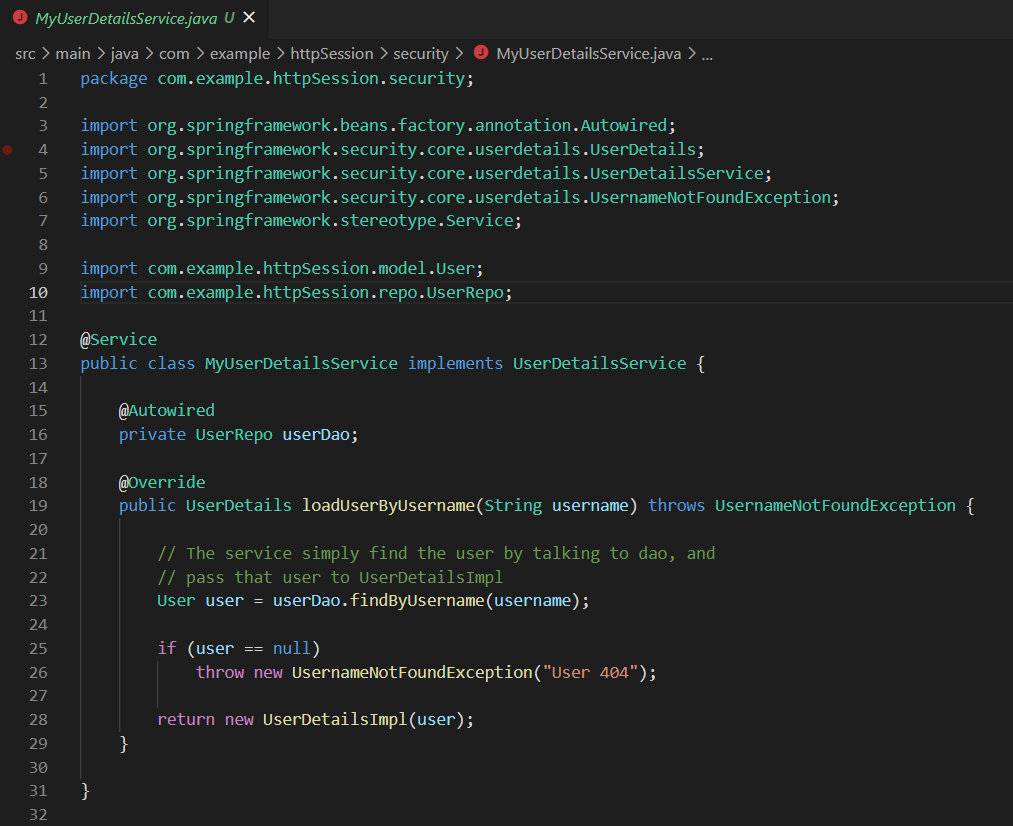 MyUserDetailsService.java U
src > main > java > com > example > httpSession > security > MyUserDetailsService.java > ...
1 package com.example.httpSession.security;
2
3 import org.springframework.beans.factory.annotation.Autowired;
4 import org.springframework.security.core.userdetails.UserDetails;
5 import org.springframework.security.core.userdetails.UserDetailsService;
6 import org.springframework.security.core.userdetails.UsernameNotFoundException;
7 import org.springframework.stereotype.Service;
8
9 import com.example.httpSession.model.User;
10 import com.example.httpSession.repo.UserRepo;
11
12 @Service
13 public class MyUserDetailsService implements UserDetailsService {
14
15     @Autowired
16     private UserRepo userDao;
17
18     @Override
19     public UserDetails loadUserByUsername(String username) throws UsernameNotFoundException {
20
21         // The service simply find the user by talking to dao, and
22         // pass that user to UserDetailsImpl
23         User user = userDao.findByUsername(username);
24
25         if (user == null)
26             throw new UsernameNotFoundException("User 404");
27
28         return new UserDetailsImpl(user);
29     }
30
31 }
32